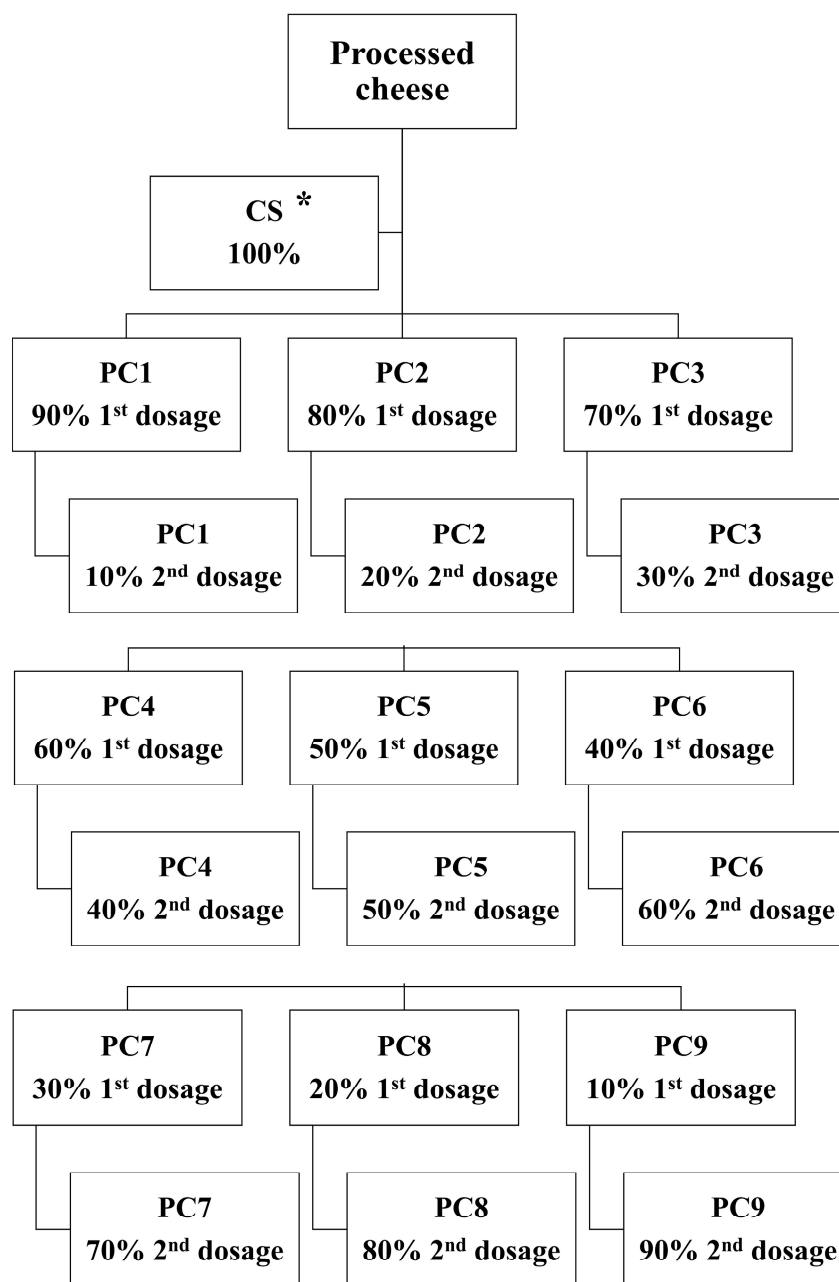 Processed
cheese
CS *
100%
PC1
90% 1st dosage
PC2
80% 1st dosage
PC3
70% 1st dosage
PC1
10% 2nd dosage
PC2
20% 2nd dosage
PC3
30% 2nd dosage
PC4
60% 1st dosage
PC5
50% 1st dosage
PC6
40% 1st dosage
PC4
40% 2nd dosage
PC5
50% 2nd dosage
PC6
60% 2nd dosage
PC7
30% 1st dosage
PC8
20% 1st dosage
PC9
10% 1st dosage
PC7
70% 2nd dosage
PC8
80% 2nd dosage
PC9
90% 2nd dosage